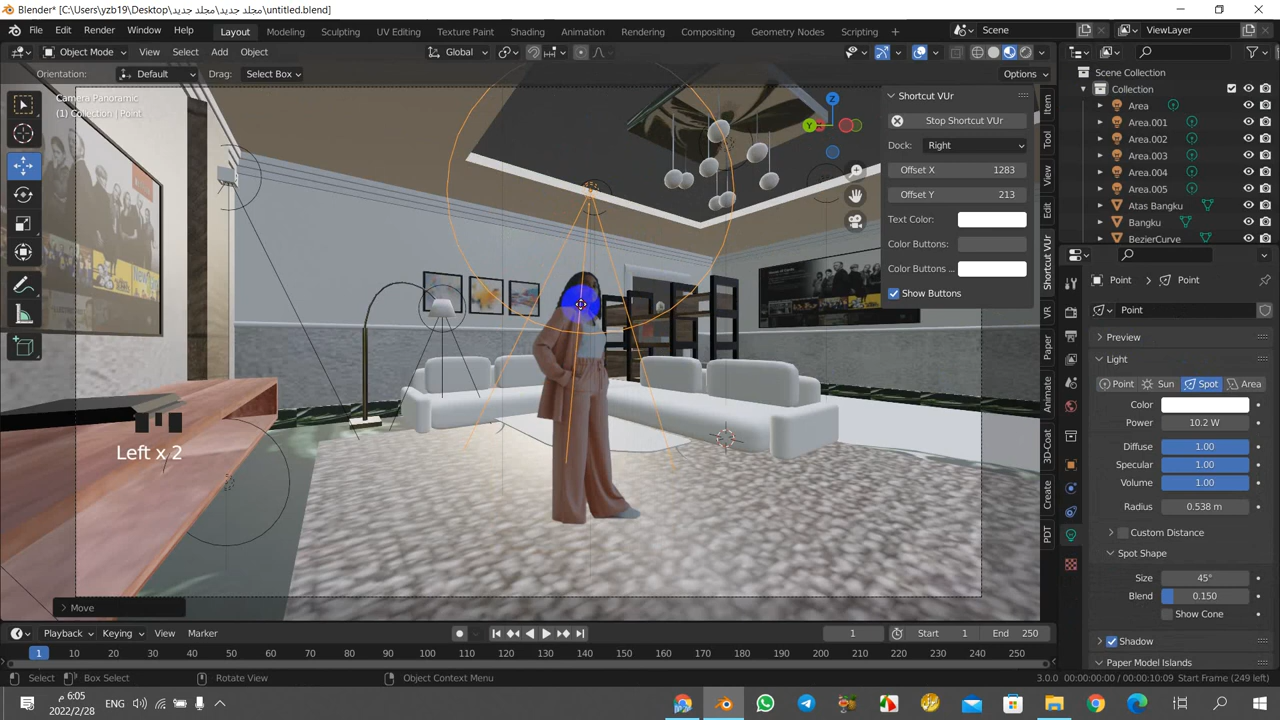 Blender* [C:\Users\yzb19\Desktop\مجلد جديد\مجلد جديد\untitled.blend]
File Edit Render Window Help Layout Modeling Sculpting UV Editing Texture Paint Shading Animation Rendering Compositing Geometry Nodes Scripting Scene ViewLayer
Object Mode View Select Add Object Global
Orientation: Default Drag: Select Box Options
Camera Panoramic
(1) Collection | Point
Z
Y
Shortcut VUr
Stop Shortcut VUr
Dock: Right
Offset X 1283
Offset Y 213
Text Color:
Color Buttons:
Color Buttons ...
Show Buttons
Item
Tool
View
Edit
Shortcut VUr
VR
Paper
Animate
3D-Coat
Create
PDT
Scene Collection
Collection
Area
Area.001
Area.002
Area.003
Area.004
Area.005
Atas Bangku
Bangku
BezierCurve
Point Point
Point
Preview
Light
Point Sun Spot Area
Color
Power 10.2 W
Diffuse 1.00
Specular 1.00
Volume 1.00
Radius 0.538 m
Custom Distance
Spot Shape
Size 45°
Blend 0.150
Show Cone
Shadow
Paper Model Islands
Left x 2
Move
Playback Keying View Marker 1 Start 1 End 250
1 10 20 30 40 50 60 70 80 90 100 110 120 130 140 150 160 170 180 190 200 210 220 230 240 250
Select Box Select Rotate View Object Context Menu 3.0.0 00:00:00:00 / 00:00:10:09 Start Frame (249 left)
6:05 م
2022/2/28
ENG